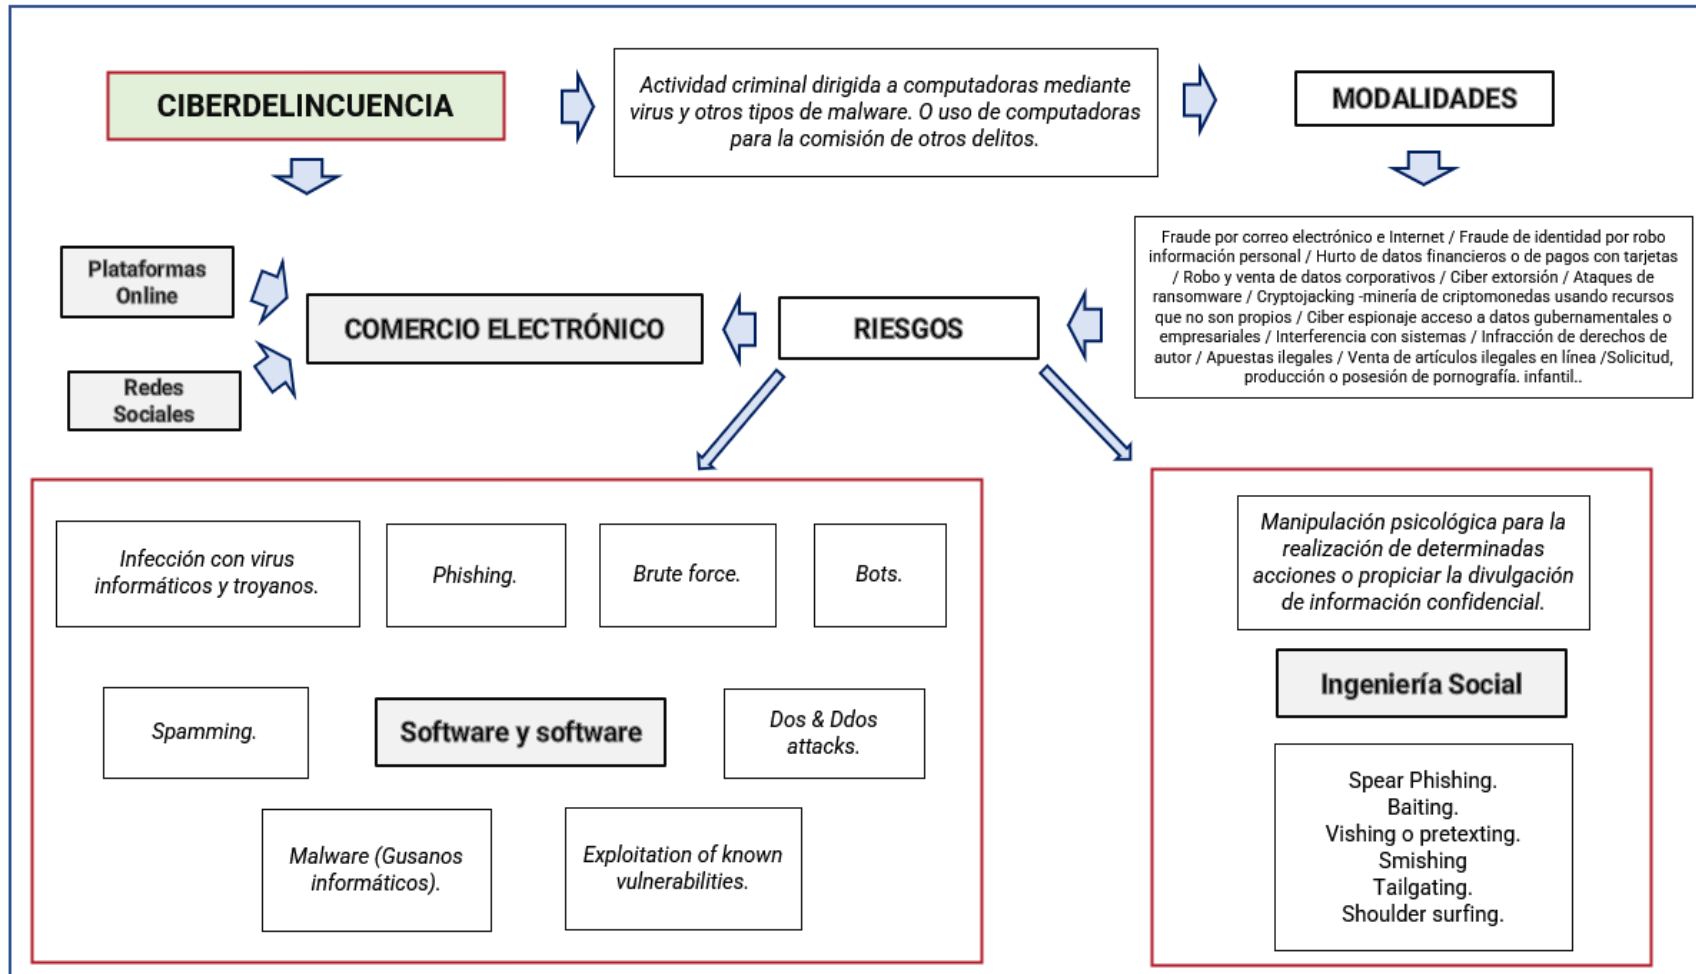 CIBERDELINCUENCIA
Actividad criminal dirigida a computadoras mediante
virus y otros tipos de malware. O uso de computadoras
para la comisión de otros delitos.
MODALIDADES
Fraude por correo electrónico e Internet / Fraude de identidad por robo
información personal / Hurto de datos financieros o de pagos con tarjetas
/ Robo y venta de datos corporativos / Ciber extorsión / Ataques de
ransomware / Cryptojacking -minería de criptomonedas usando recursos
que no son propios / Ciber espionaje acceso a datos gubernamentales o
empresariales / Interferencia con sistemas / Infracción de derechos de
autor / Apuestas ilegales / Venta de artículos ilegales en línea /Solicitud,
producción o posesión de pornografía. infantil..
Plataformas
Online
Redes
Sociales
COMERCIO ELECTRÓNICO
RIESGOS
Infección con virus
informáticos y troyanos.
Phishing.
Brute force.
Bots.
Spamming.
Software y software
Dos & Ddos
attacks.
Malware (Gusanos
informáticos).
Exploitation of known
vulnerabilities.
Manipulación psicológica para la
realización de determinadas
acciones o propiciar la divulgación
de información confidencial.
Ingeniería Social
Spear Phishing.
Baiting.
Vishing o pretexting.
Smishing
Tailgating.
Shoulder surfing.